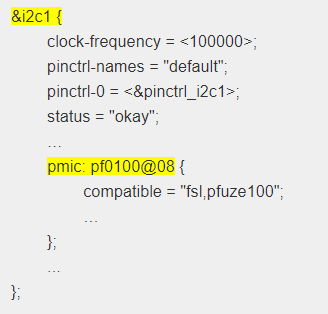 &i2c1 {
clock-frequency = <100000>;
pinctrl-names = "default";
pinctrl-0 = <&pinctrl_i2c1>;
status = "okay";
...
pmic: pf0100@08 {
compatible = "fsl,pfuze100";
...
};
...
};